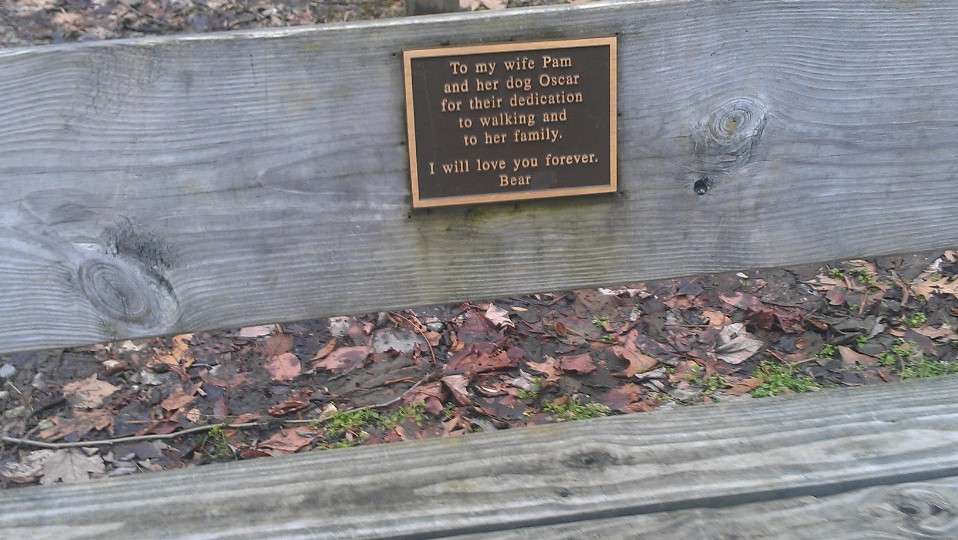 To my wife Pam
and her dog Oscar
for their dedication
to walking and
to her family.
I will love you forever.
Bear